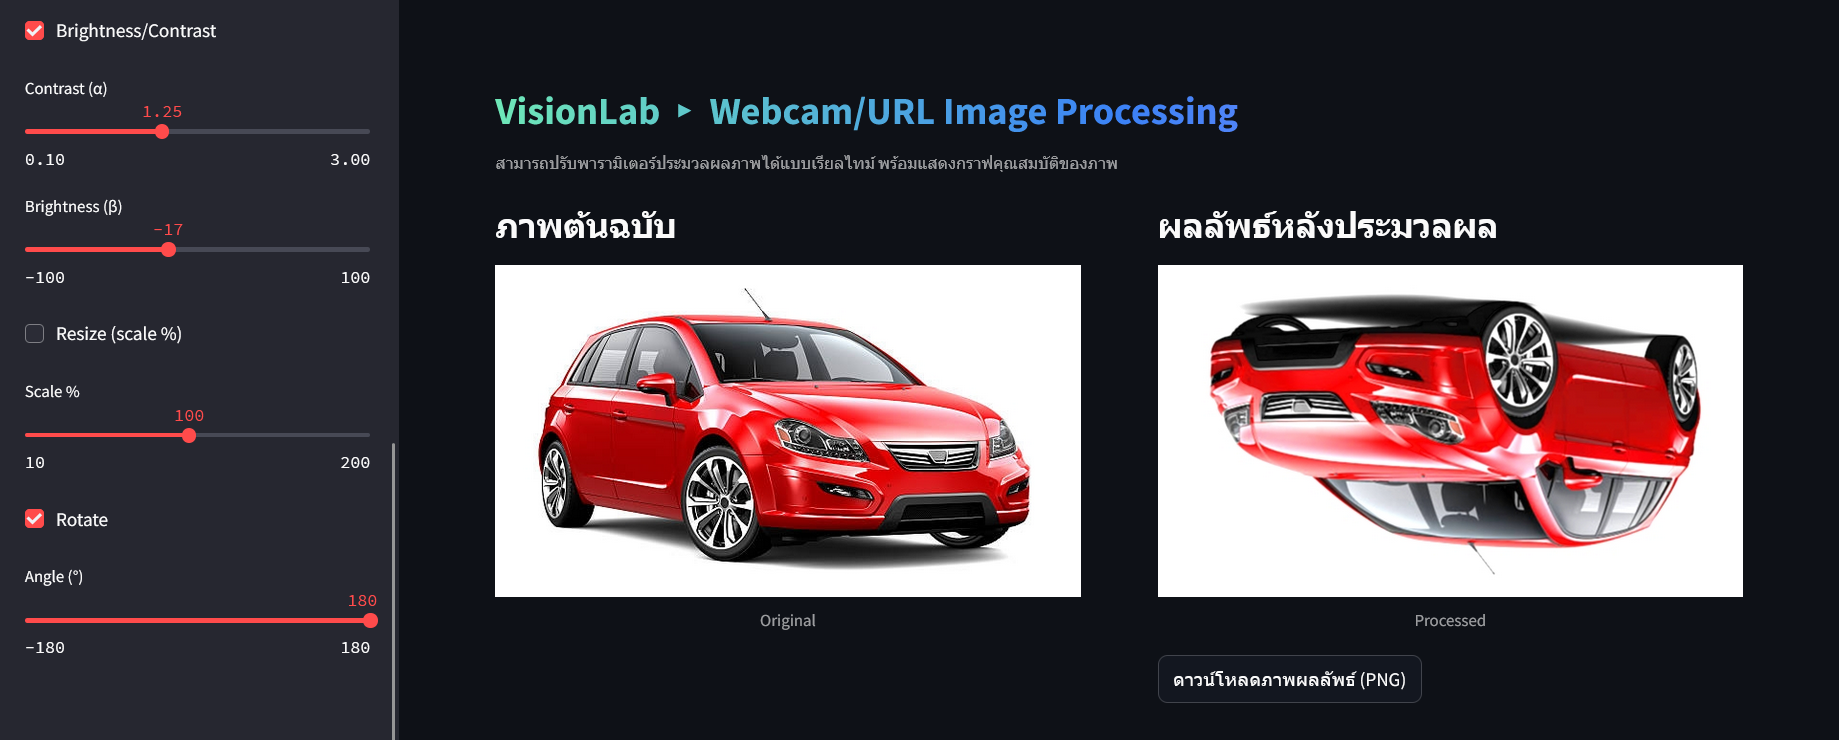 Brightness/Contrast
Contrast (α)
1.25
0.10 3.00
Brightness (β)
-17
-100 100
Resize (scale %)
Scale %
100
10 200
Rotate
Angle (°)
180
-180 180
VisionLab ▸ Webcam/URL Image Processing
สามารถปรับพารามิเตอร์ประมวลผลภาพได้แบบเรียลไทม์ พร้อมแสดงกราฟคุณสมบัติของภาพ
ภาพต้นฉบับ
Original
ผลลัพธ์หลังประมวลผล
Processed
ดาวน์โหลดภาพผลลัพธ์ (PNG)